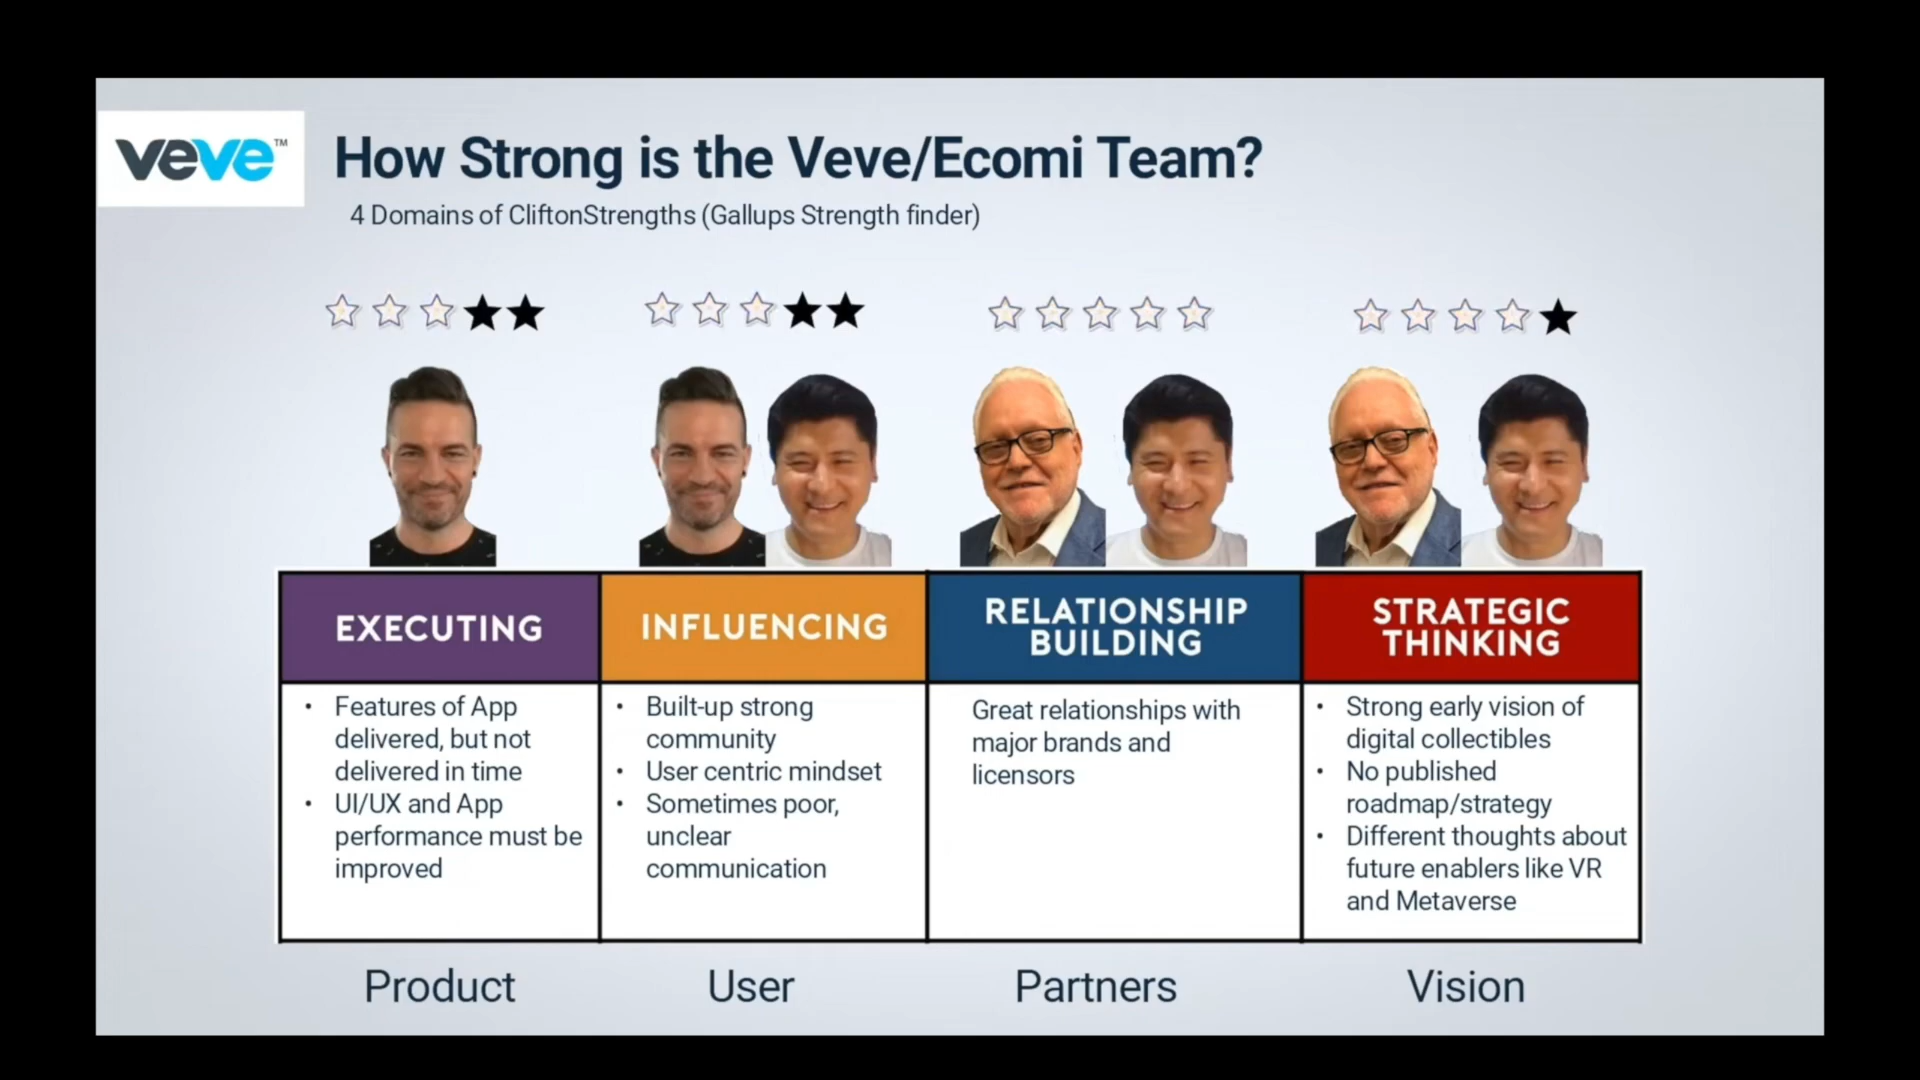 veve™
How Strong is the Veve/Ecomi Team?
4 Domains of CliftonStrengths (Gallups Strength finder)
EXECUTING
• Features of App
delivered, but not
delivered in time
• UI/UX and App
performance must be
improved
Product
INFLUENCING
• Built-up strong
community
• User centric mindset
• Sometimes poor,
unclear
communication
User
RELATIONSHIP
BUILDING
Great relationships with
major brands and
licensors
Partners
STRATEGIC
THINKING
• Strong early vision of
digital collectibles
• No published
roadmap/strategy
• Different thoughts about
future enablers like VR
and Metaverse
Vision